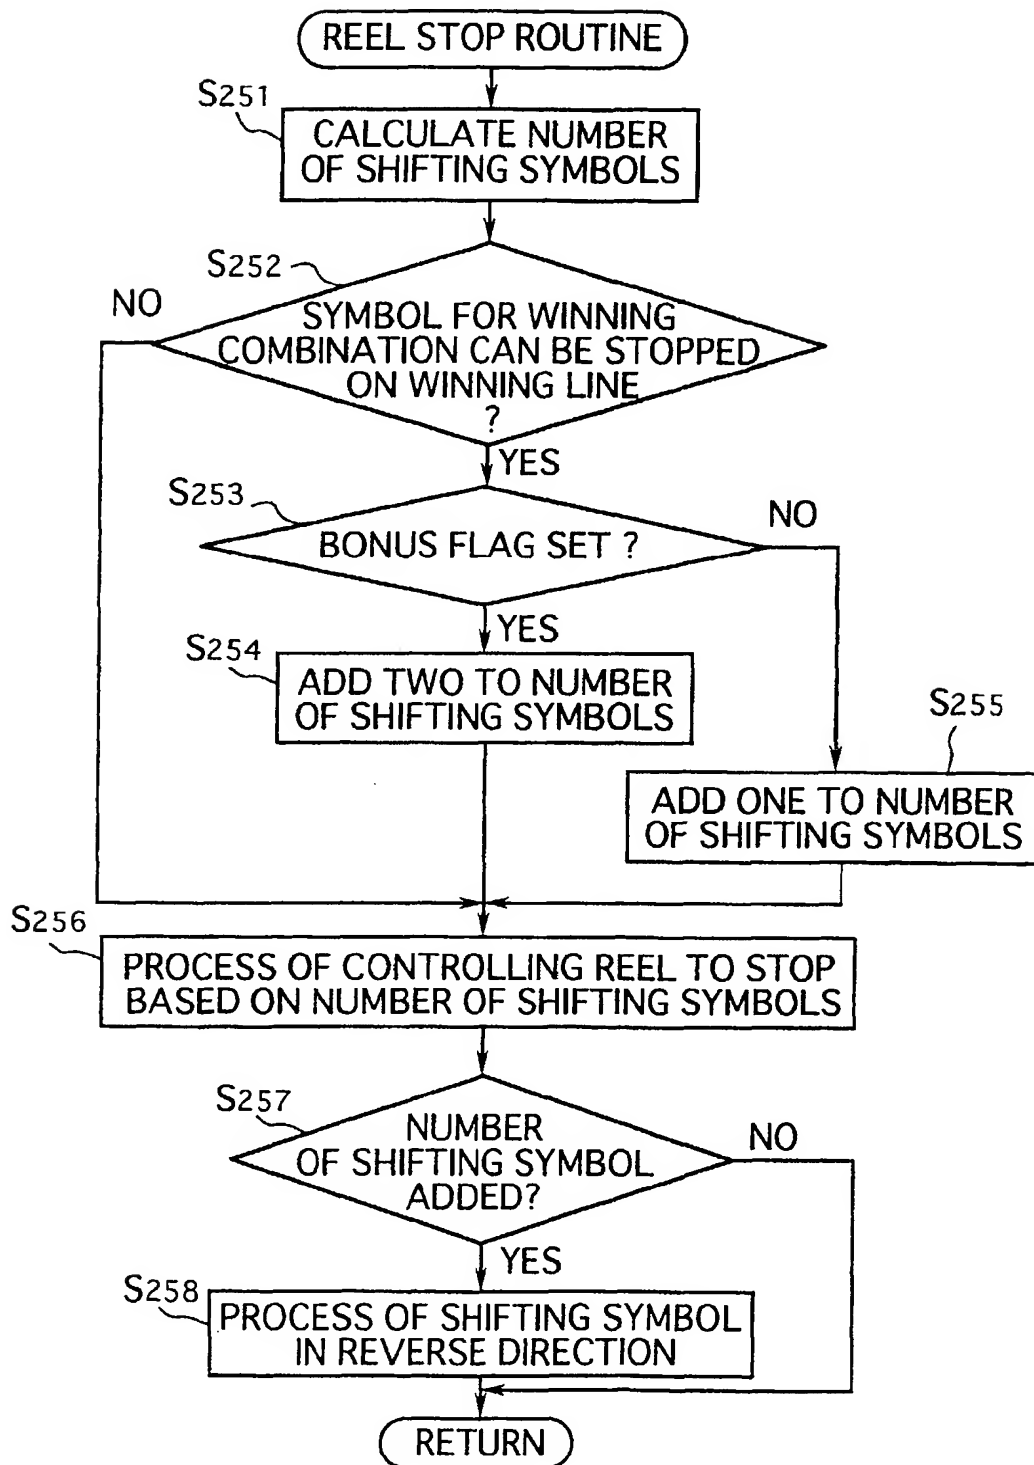 REEL STOP ROUTINE
S251
CALCULATE NUMBER
OF SHIFTING SYMBOLS
S252
NO
SYMBOL FOR WINNING
COMBINATION CAN BE STOPPED
ON WINNING LINE
?
YES
S253
NO
BONUS FLAG SET ?
YES
S254
ADD TWO TO NUMBER
OF SHIFTING SYMBOLS
S255
ADD ONE TO NUMBER
OF SHIFTING SYMBOLS
S256
PROCESS OF CONTROLLING REEL TO STOP
BASED ON NUMBER OF SHIFTING SYMBOLS
S257
NUMBER
OF SHIFTING SYMBOL
ADDED?
NO
YES
S258
PROCESS OF SHIFTING SYMBOL
IN REVERSE DIRECTION
RETURN